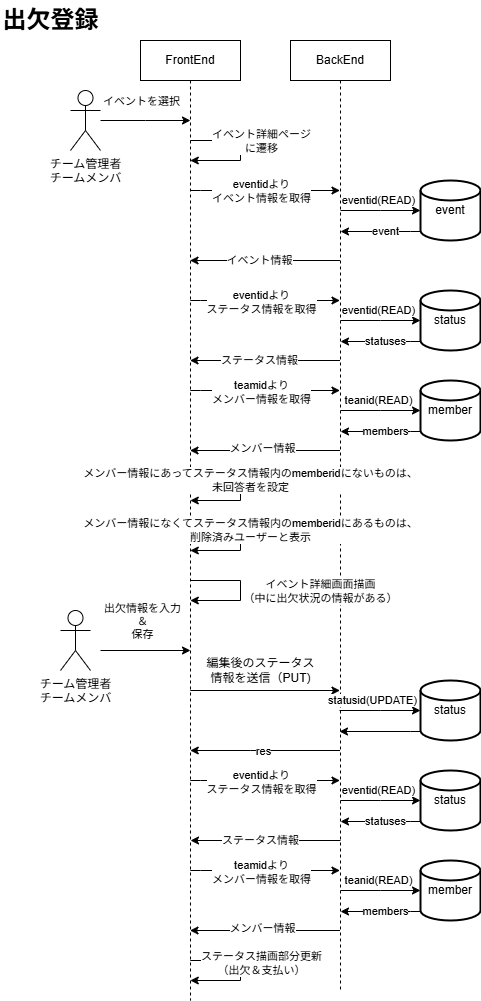 出欠登録
FrontEnd
BackEnd
イベントを選択
チーム管理者
チームメンバ
イベント詳細ページ
に遷移
eventidより
イベント情報を取得
eventid(READ)
event
event
イベント情報
eventidより
ステータス情報を取得
eventid(READ)
status
statuses
ステータス情報
teamidより
メンバー情報を取得
teanid(READ)
member
members
メンバー情報
メンバー情報にあってステータス情報内のmemberidにないものは、
未回答者を設定
メンバー情報になくてステータス情報内のmemberidにあるものは、
削除済みユーザーと表示
イベント詳細画面描画
（中に出欠状況の情報がある）
出欠情報を入力
&
保存
チーム管理者
チームメンバ
編集後のステータス
情報を送信（PUT)
statusid(UPDATE)
status
res
eventidより
ステータス情報を取得
eventid(READ)
status
statuses
ステータス情報
teamidより
メンバー情報を取得
teanid(READ)
member
members
メンバー情報
ステータス描画部分更新
（出欠＆支払い）